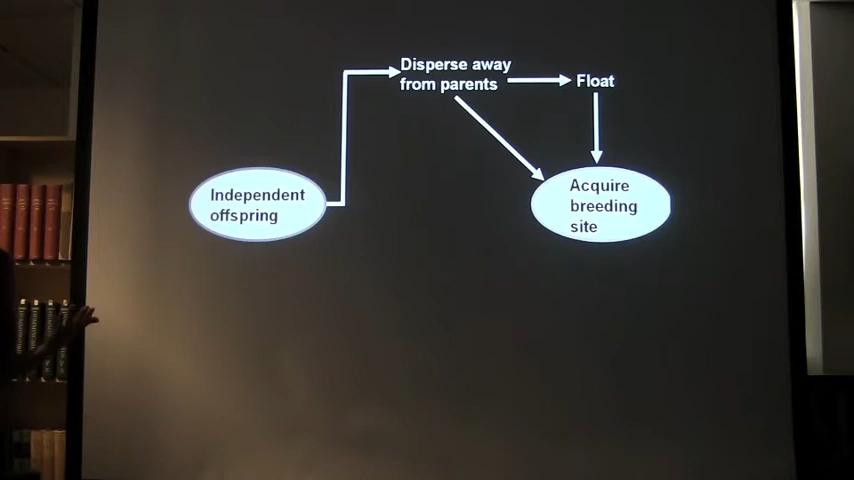 Disperse away
from parents
Float
Independent
offspring
Acquire
breeding
site